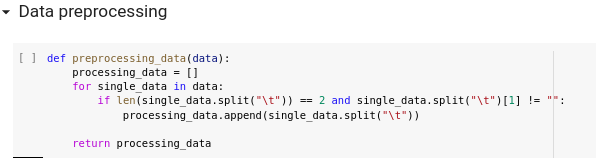 Data preprocessing
[ ] def preprocessing_data(data):
processing_data = []
for single_data in data:
if len(single_data.split("\t")) == 2 and single_data.split("\t")[1] != "":
processing_data.append(single_data.split("\t"))
return processing_data